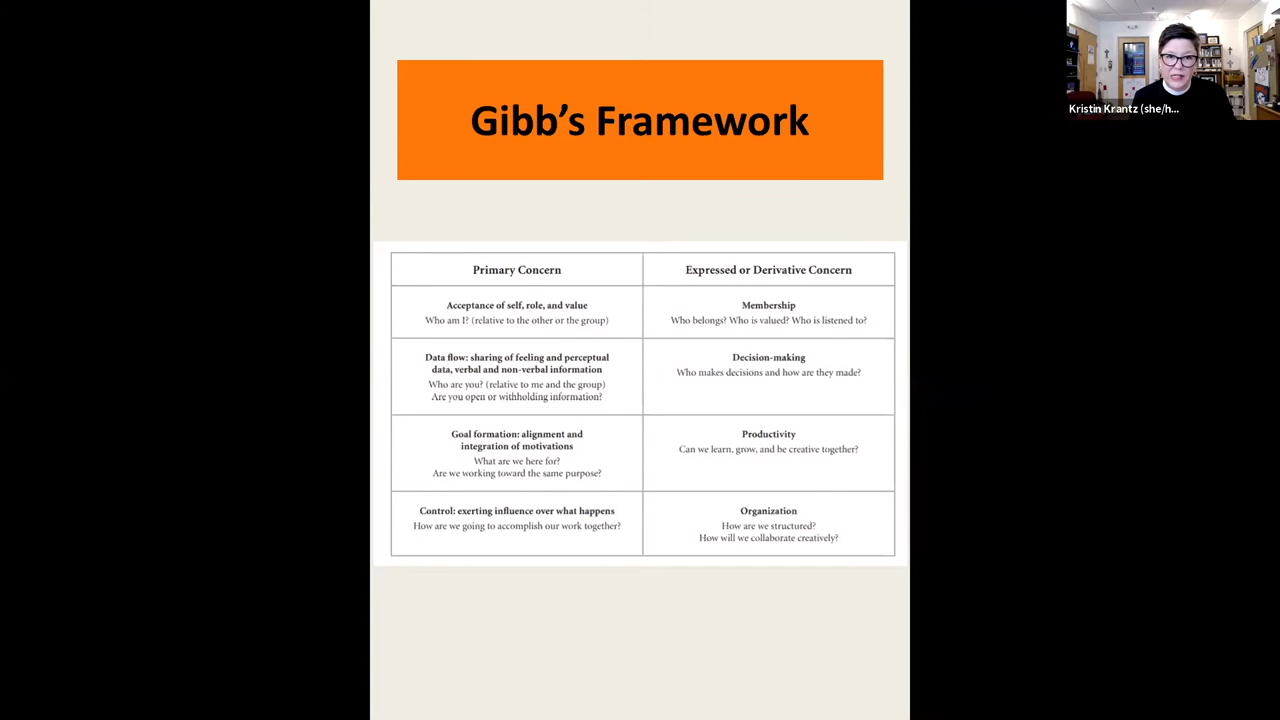 Gibb's Framework
Kristin Krantz (she/h...
Primary Concern
Expressed or Derivative Concern
Acceptance of self, role, and value
Who am I? (relative to the other or the group)
Membership
Who belongs? Who is valued? Who is listened to?
Data flow: sharing of feeling and perceptual
data, verbal and non-verbal information
Who are you? (relative to me and the group)
Are you open or withholding information?
Decision-making
Who makes decisions and how are they made?
Goal formation: alignment and
integration of motivations
What are we here for?
Are we working toward the same purpose?
Productivity
Can we learn, grow, and be creative together?
Control: exerting influence over what happens
How are we going to accomplish our work together?
Organization
How are we structured?
How will we collaborate creatively?